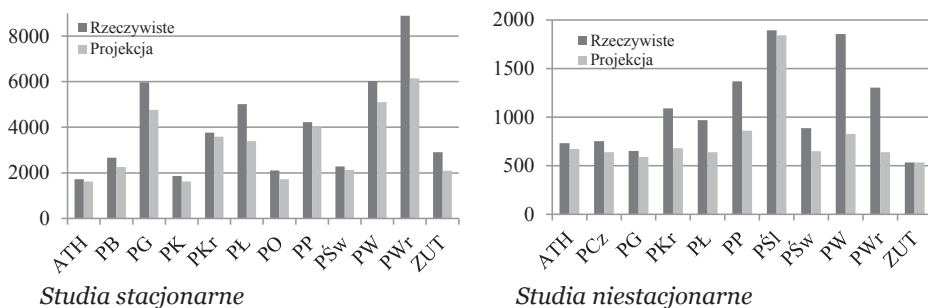 8000
6000
4000
2000
0
Rzeczywiste
Projekcja
ATH PB PG PK PKr PŁ PO PP PŚw PW PWr ZUT
Studia stacjonarne
2000
1500
1000
500
0
Rzeczywiste
Projekcja
ATH PCz PG PKr PŁ PP PŚl PŚw PW PWr ZUT
Studia niestacjonarne